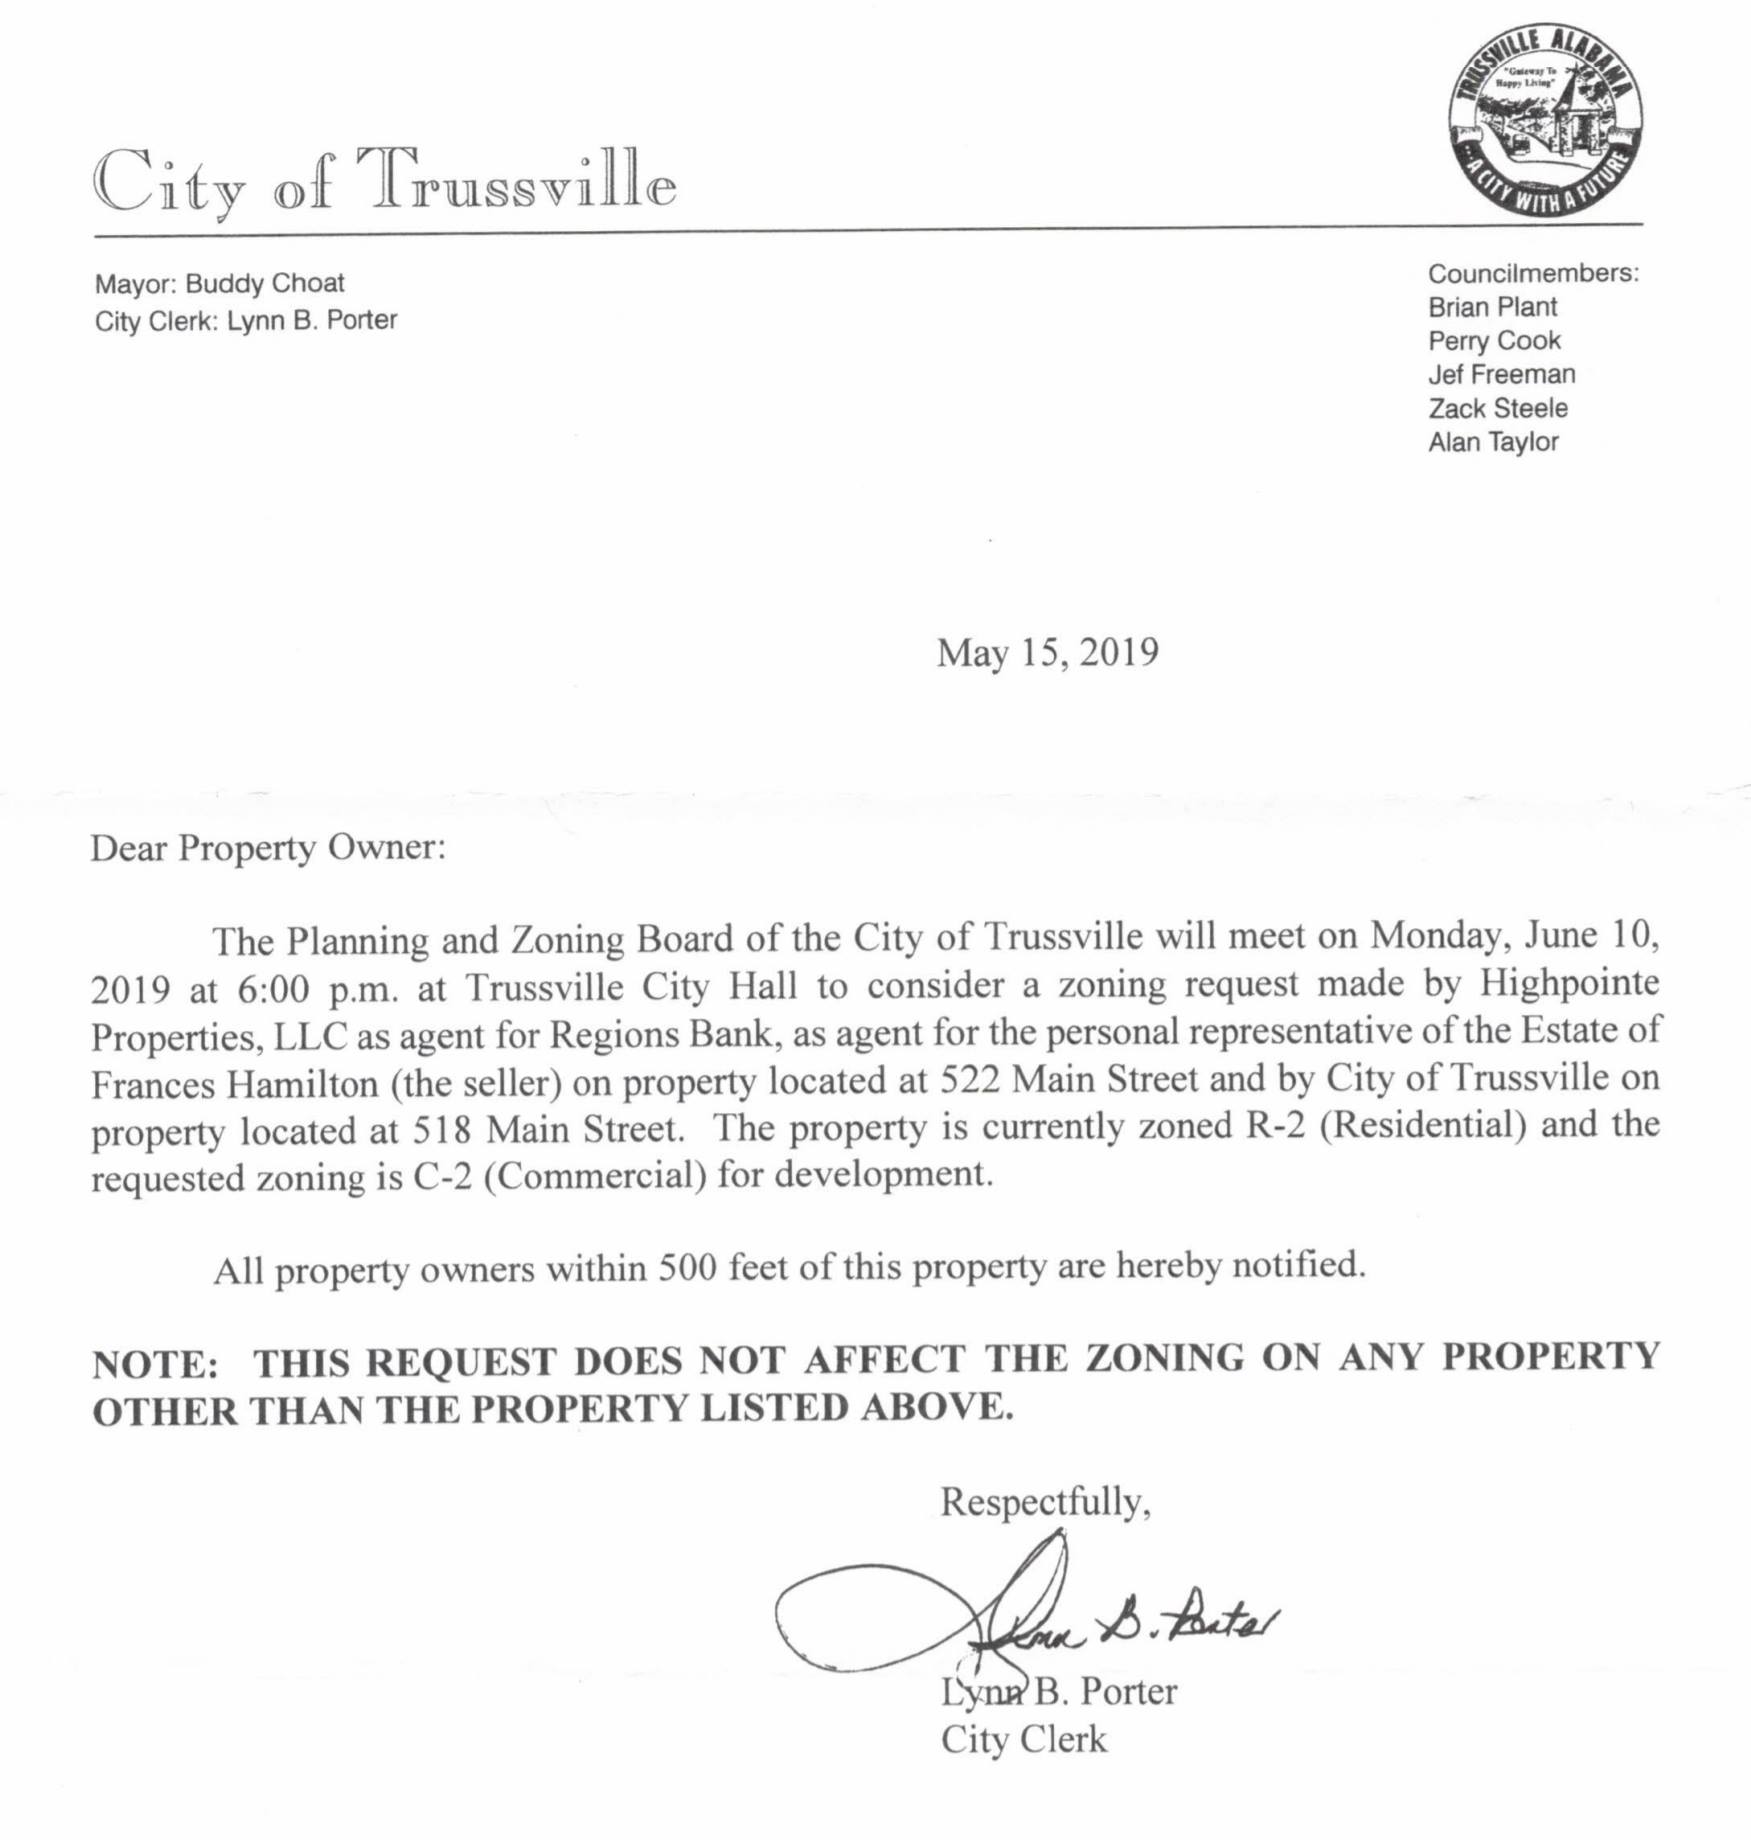 TRUSSVILLE ALABAMA
"Gateway To
Happy Living"
...A CITY WITH A FUTURE
City of Trussville
Mayor: Buddy Choat
City Clerk: Lynn B. Porter
Councilmembers:
Brian Plant
Perry Cook
Jef Freeman
Zack Steele
Alan Taylor
May 15, 2019
Dear Property Owner:
The Planning and Zoning Board of the City of Trussville will meet on Monday, June 10,
2019 at 6:00 p.m. at Trussville City Hall to consider a zoning request made by Highpointe
Properties, LLC as agent for Regions Bank, as agent for the personal representative of the Estate of
Frances Hamilton (the seller) on property located at 522 Main Street and by City of Trussville on
property located at 518 Main Street.  The property is currently zoned R-2 (Residential) and the
requested zoning is C-2 (Commercial) for development.
All property owners within 500 feet of this property are hereby notified.
NOTE:  THIS REQUEST DOES NOT AFFECT THE ZONING ON ANY PROPERTY
OTHER THAN THE PROPERTY LISTED ABOVE.
Respectfully,
Lynn B. Porter
Lynn B. Porter
City Clerk